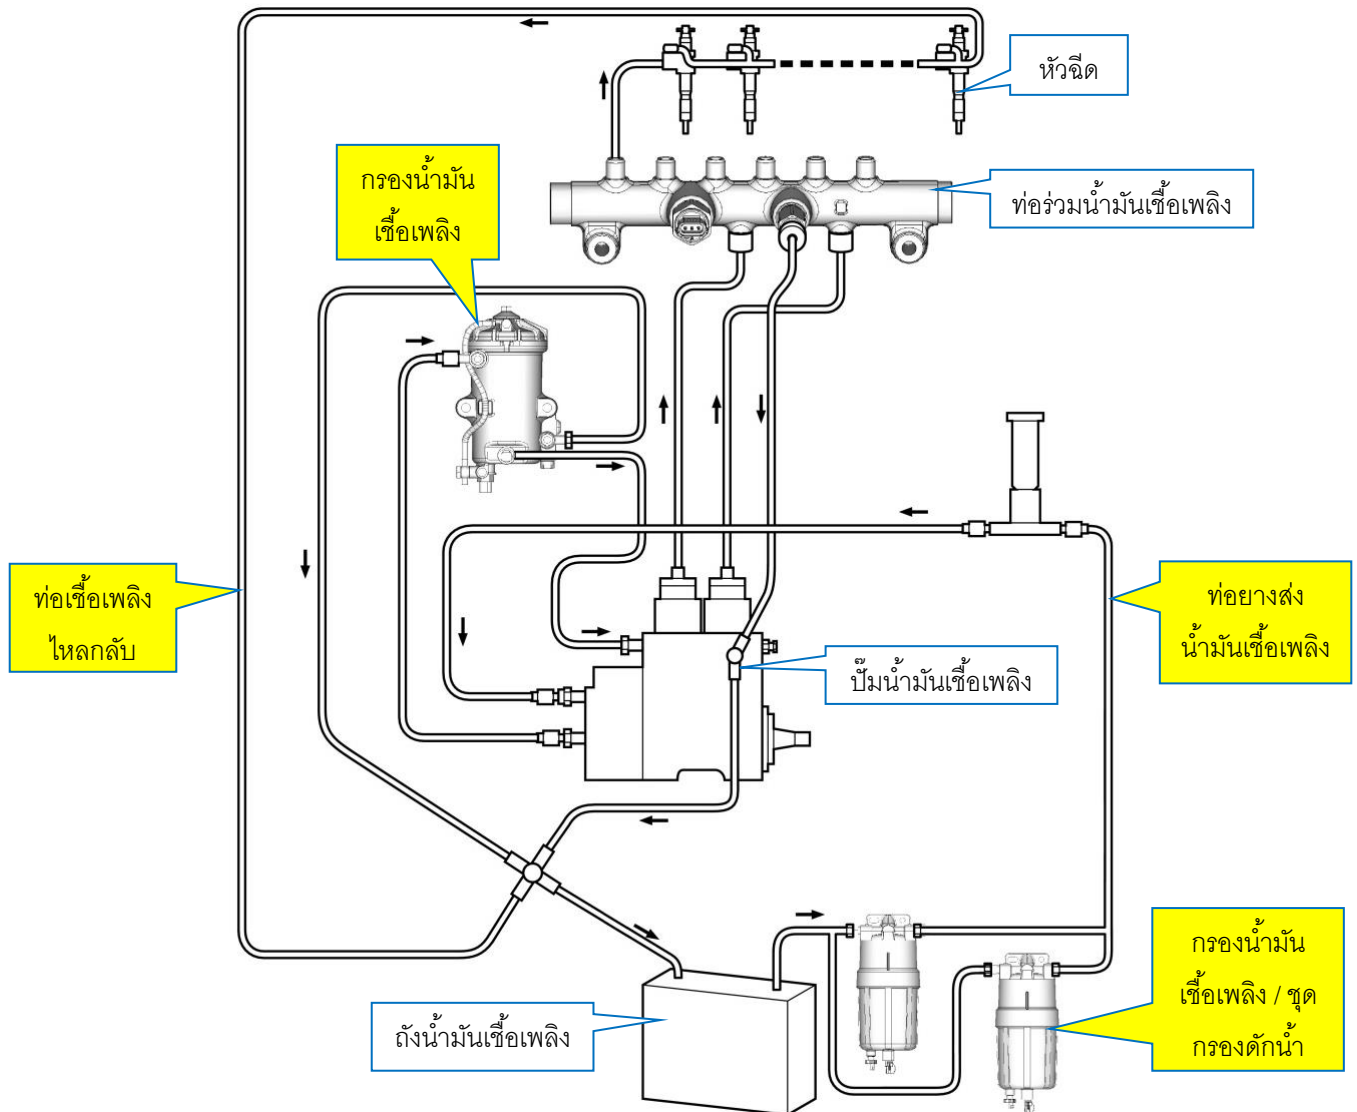 หัวฉีด
กรองน้ำมัน
เชื้อเพลิง
ท่อร่วมน้ำมันเชื้อเพลิง
ท่อเชื้อเพลิง
ไหลกลับ
ท่อยางส่ง
น้ำมันเชื้อเพลิง
ปั๊มน้ำมันเชื้อเพลิง
กรองน้ำมัน
เชื้อเพลิง / ชุด
กรองดักน้ำ
ถังน้ำมันเชื้อเพลิง